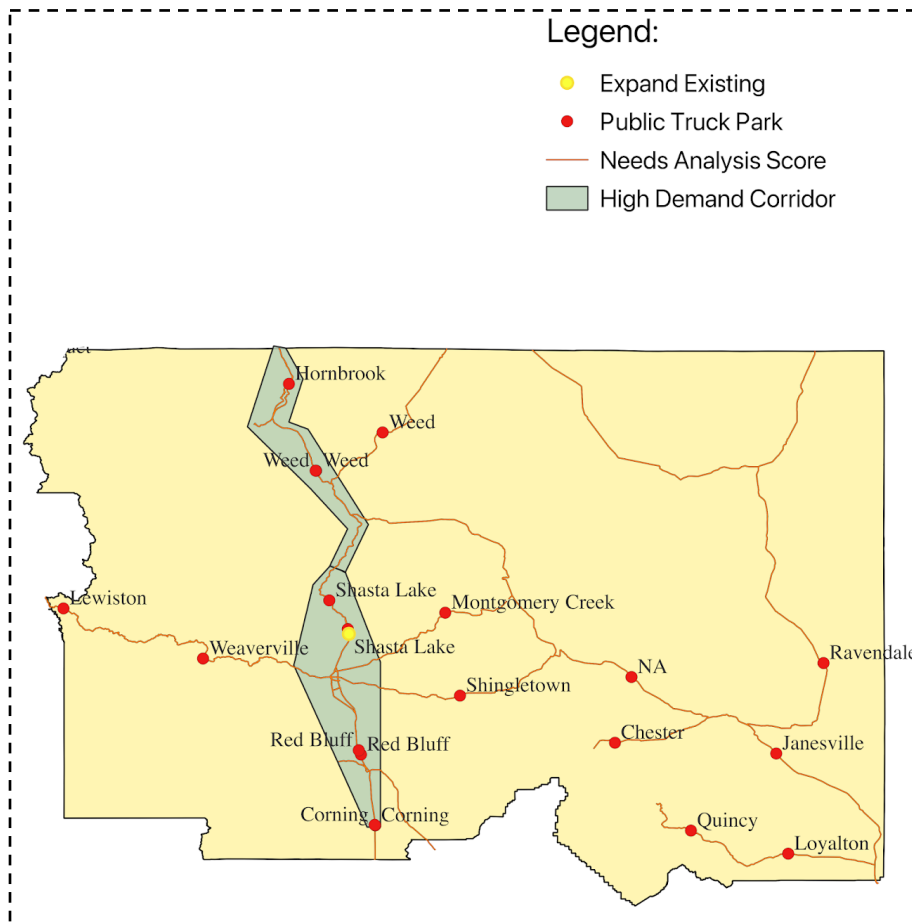 Legend:
Expand Existing
Public Truck Park
Needs Analysis Score
High Demand Corridor
Hornbrook
Weed
Weed Weed
Shasta Lake
Lewiston
Montgomery Creek
Shasta Lake
Weaverville
Ravendale
NA
Shingletown
Chester
Red Bluff Red Bluff
Janesville
Corning Corning
Quincy
Loyalton